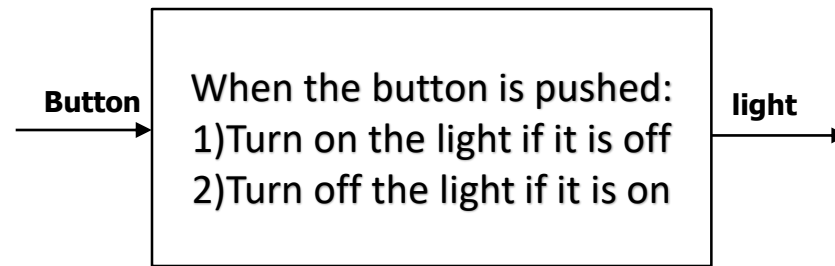 Button
When the button is pushed:
1)Turn on the light if it is off
2)Turn off the light if it is on
light